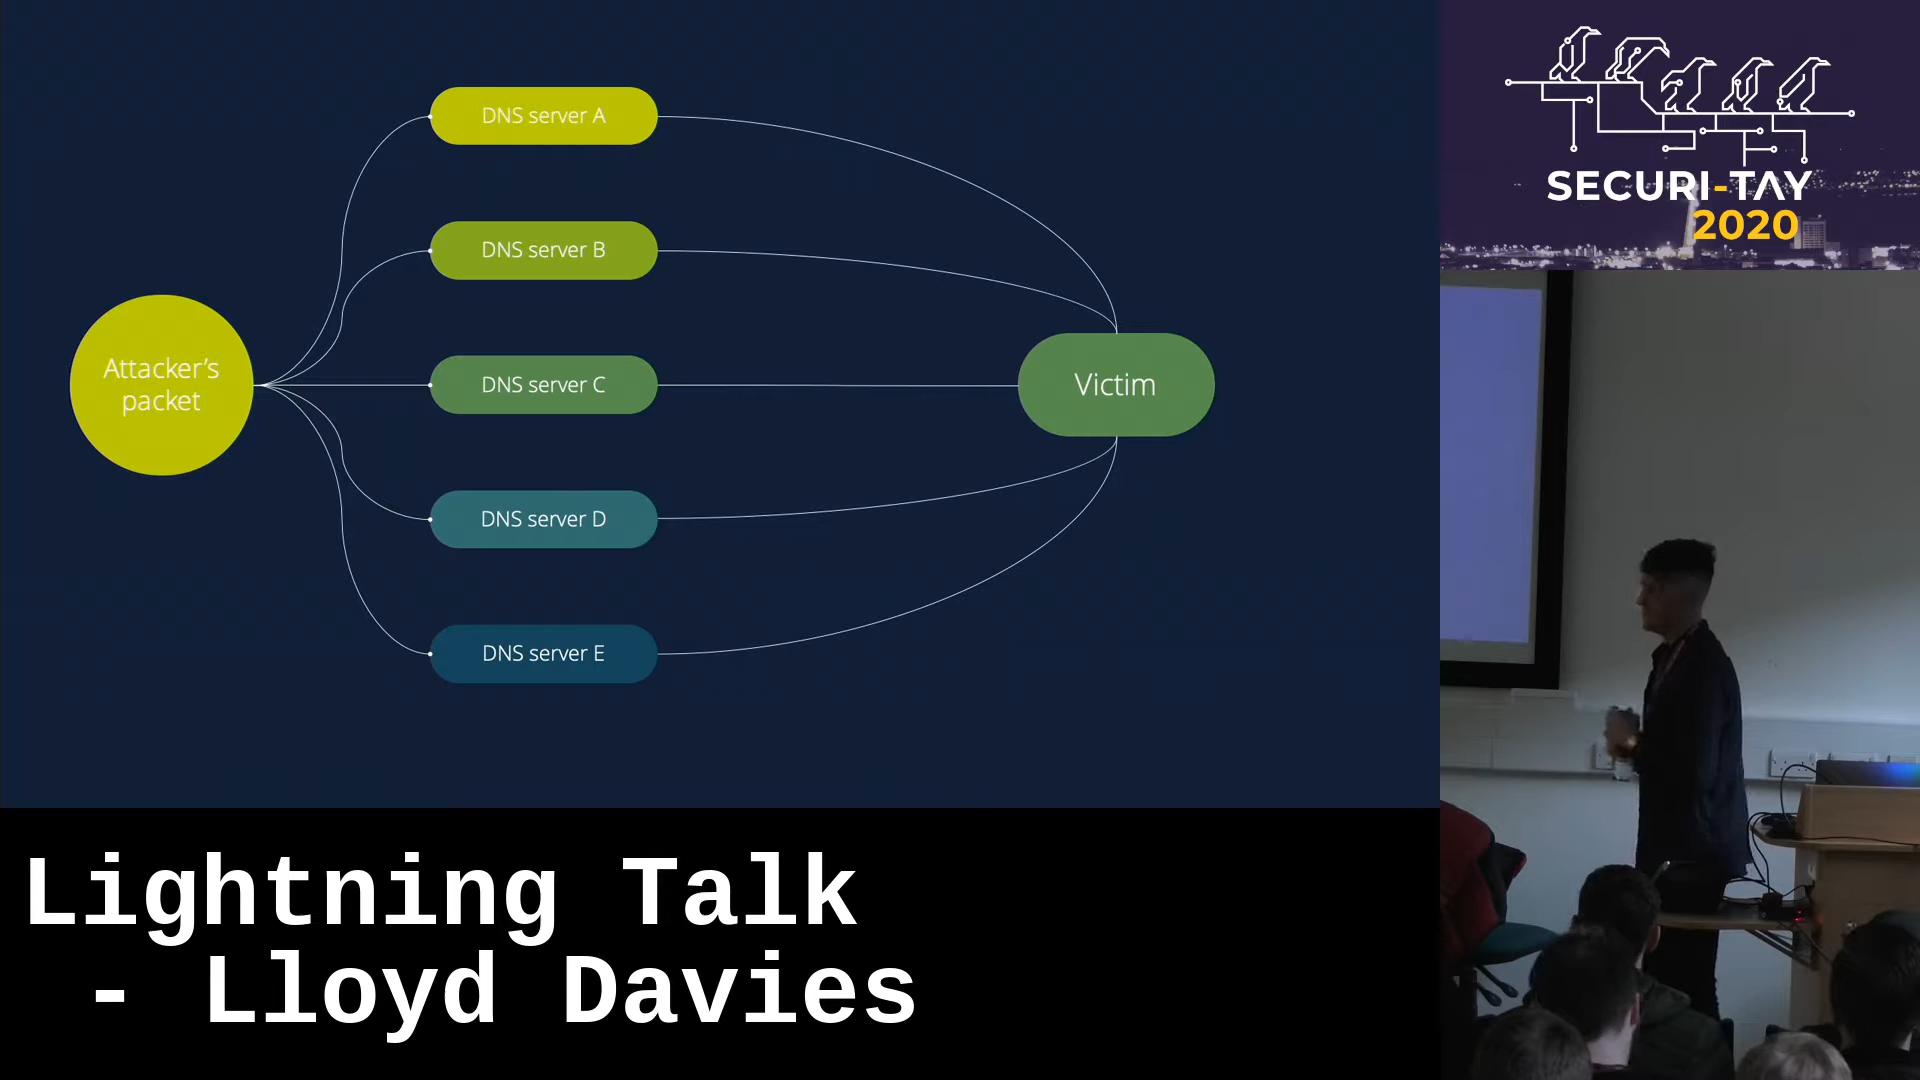 DNS server A
DNS server B
Attacker’s
packet
DNS server C
Victim
DNS server D
DNS server E
SECURI-TAY
2020
Lightning Talk
- Lloyd Davies